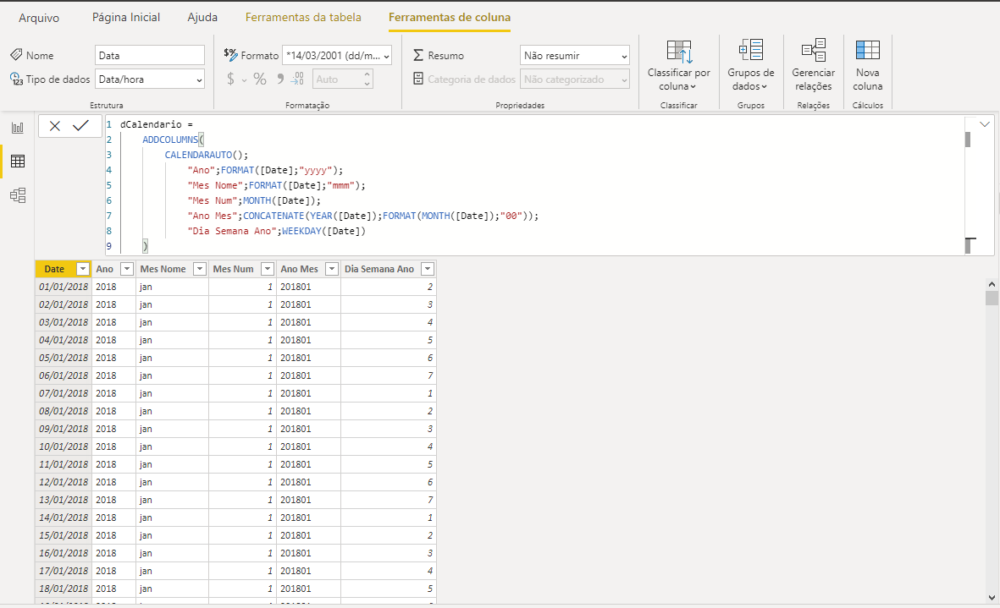 Arquivo Página Inicial Ajuda Ferramentas da tabela Ferramentas de coluna
Nome Data
Tipo de dados Data/hora
Estrutura
$% Formato *14/03/2001 (dd/m...
$ % 9 .00 Auto
Formatação
Resumo Não resumir
Categoria de dados Não categorizado
Propriedades
Classificar por
coluna
Classificar
Grupos de
dados
Grupos
Gerenciar
relações
Relações
Nova
coluna
Cálculos
1 dCalendario =
2 ADDCOLUMNS(
3 CALENDARAUTO();
4 "Ano";FORMAT([Date];"yyyy");
5 "Mes Nome";FORMAT([Date];"mmm");
6 "Mes Num";MONTH([Date]);
7 "Ano Mes";CONCATENATE(YEAR([Date]);FORMAT(MONTH([Date]);"00"));
8 "Dia Semana Ano";WEEKDAY([Date])
9 )
Date Ano Mes Nome Mes Num Ano Mes Dia Semana Ano
01/01/2018 2018 jan 1 201801 2
02/01/2018 2018 jan 1 201801 3
03/01/2018 2018 jan 1 201801 4
04/01/2018 2018 jan 1 201801 5
05/01/2018 2018 jan 1 201801 6
06/01/2018 2018 jan 1 201801 7
07/01/2018 2018 jan 1 201801 1
08/01/2018 2018 jan 1 201801 2
09/01/2018 2018 jan 1 201801 3
10/01/2018 2018 jan 1 201801 4
11/01/2018 2018 jan 1 201801 5
12/01/2018 2018 jan 1 201801 6
13/01/2018 2018 jan 1 201801 7
14/01/2018 2018 jan 1 201801 1
15/01/2018 2018 jan 1 201801 2
16/01/2018 2018 jan 1 201801 3
17/01/2018 2018 jan 1 201801 4
18/01/2018 2018 jan 1 201801 5